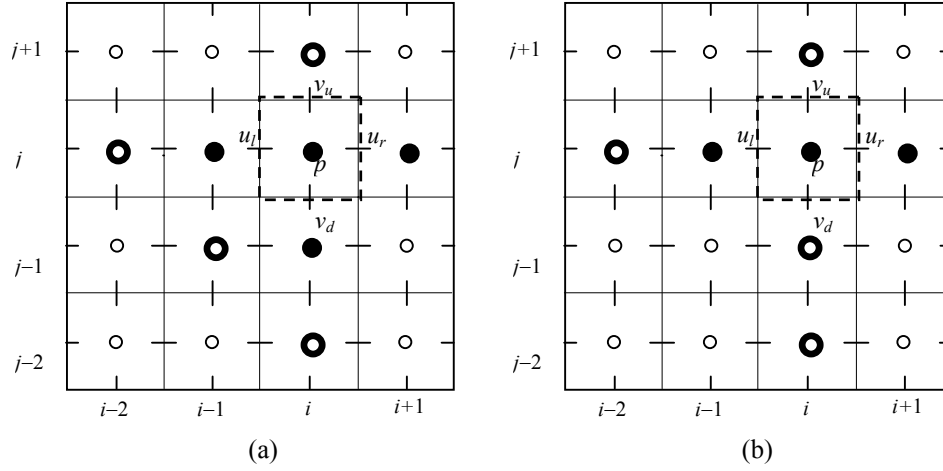 j+1
v_u
j
u_l
u_r
p
v_d
j–1
j–2
i–2
i–1
i
i+1
(a)
j+1
v_u
j
u_l
u_r
p
v_d
j–1
j–2
i–2
i–1
i
i+1
(b)